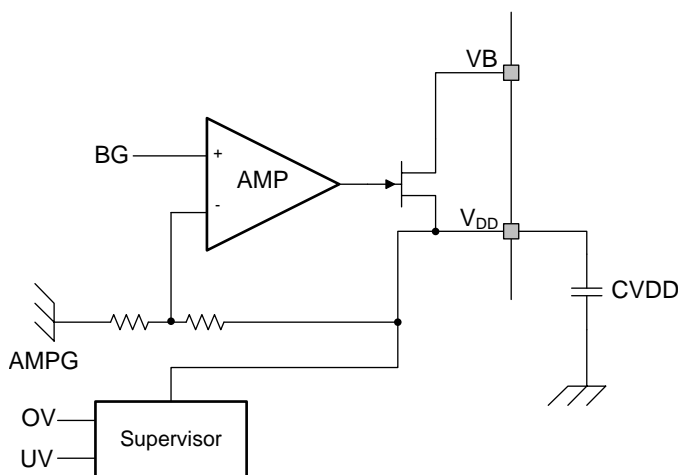 VB
BG
+
AMP
-
VDD
CVDD
AMPG
OV
Supervisor
UV